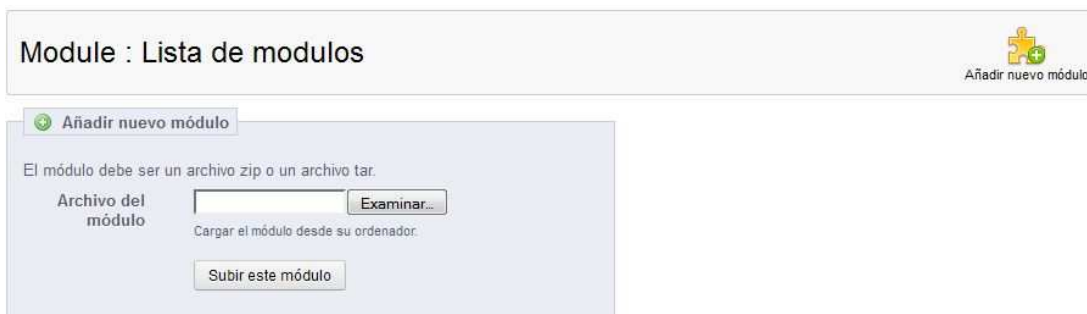 Module : Lista de modulos
Añadir nuevo módulo
Añadir nuevo módulo
El módulo debe ser un archivo zip o un archivo tar.
Archivo del
módulo
Examinar...
Cargar el módulo desde su ordenador.
Subir este módulo